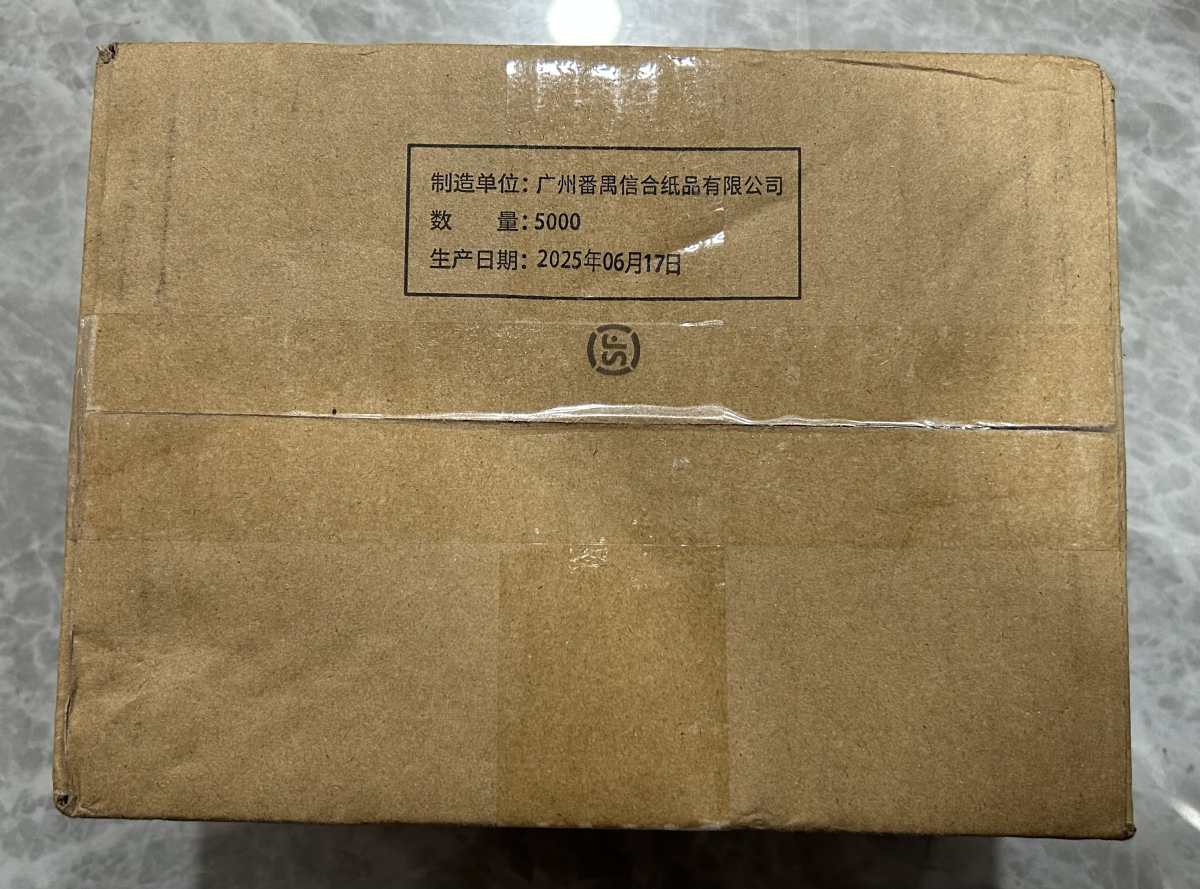 制造单位：广州番禺信合纸品有限公司
数　　量：5000
生产日期：2025年06月17日